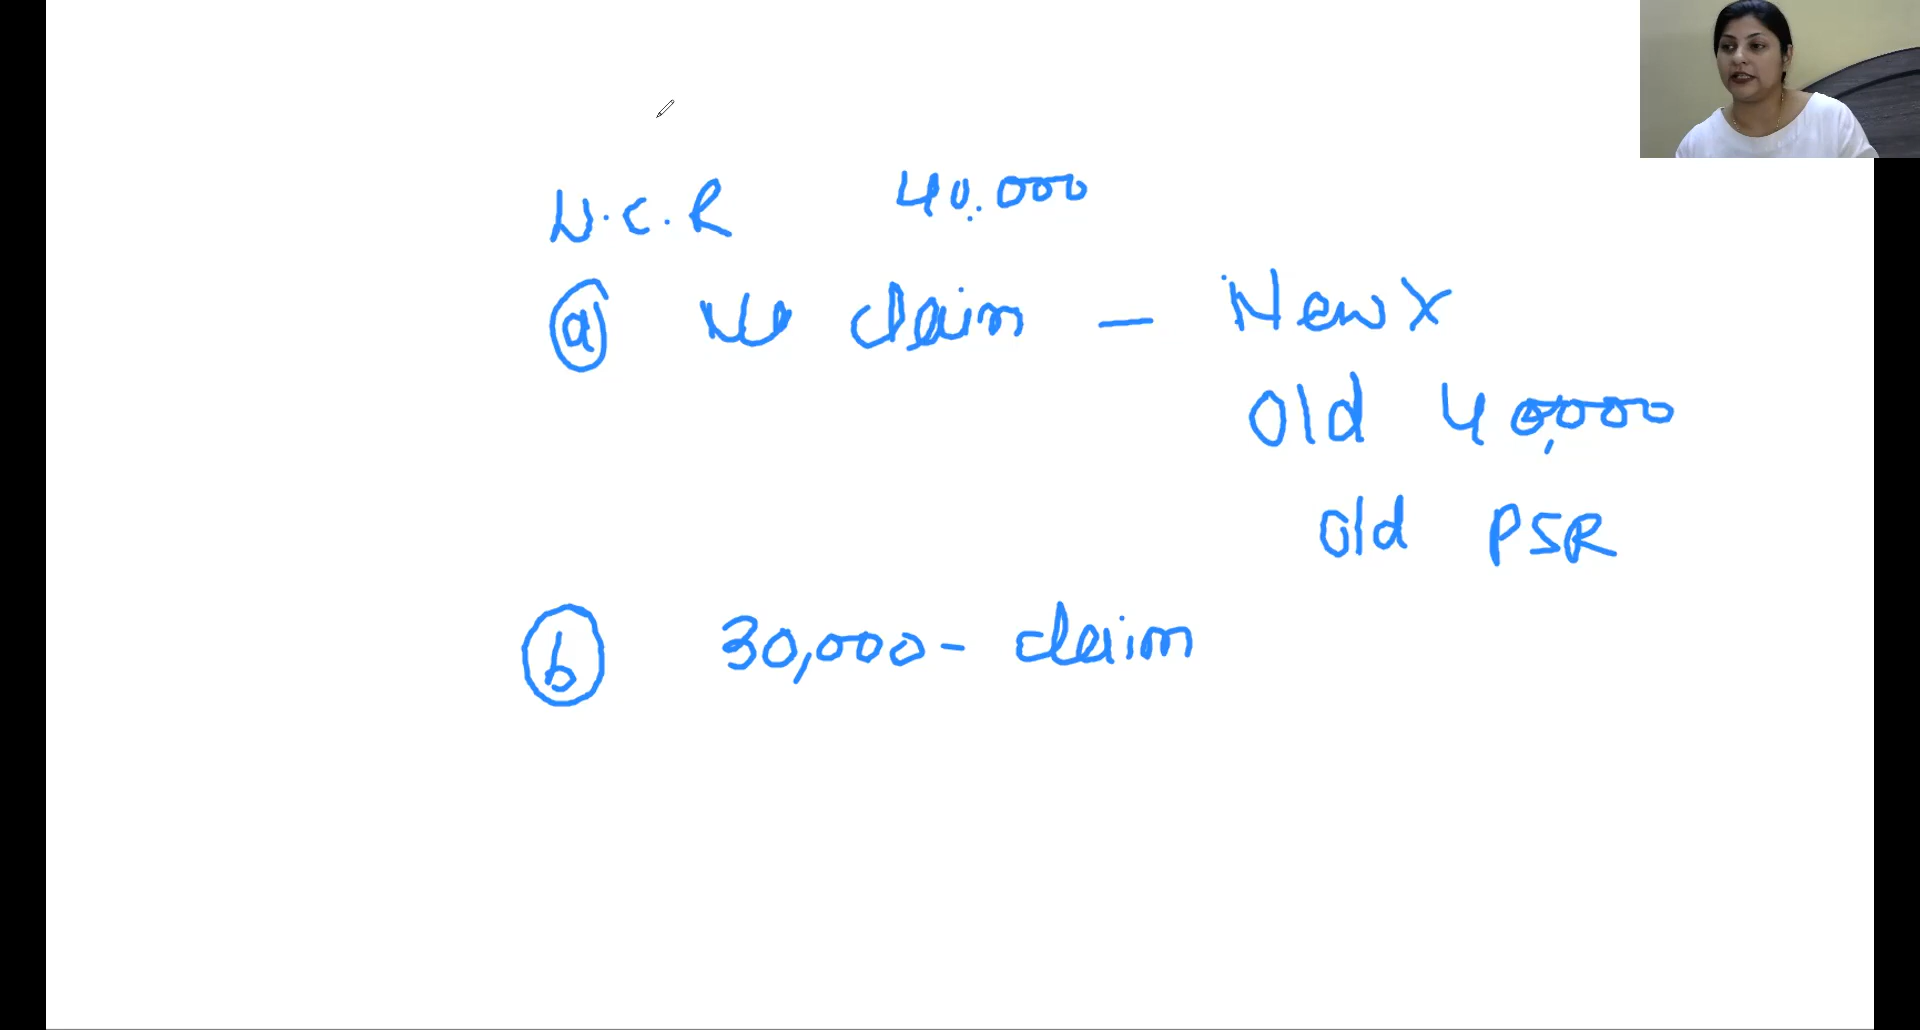 W.C.R 40,000
(a) No claim - New X
Old 40,000
Old PSR
(b) 30,000 - claim